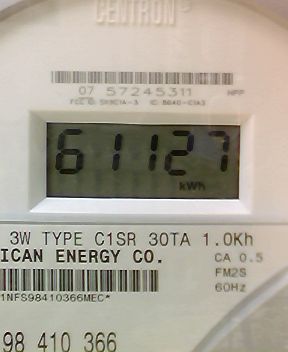 CENTRON
07 57245311
61127
kWh
3W TYPE C1SR 30TA 1.0Kh
ICAN ENERGY CO.
CA 0.5
FM2S
60Hz
1NFS98410366MEC*
98 410 366